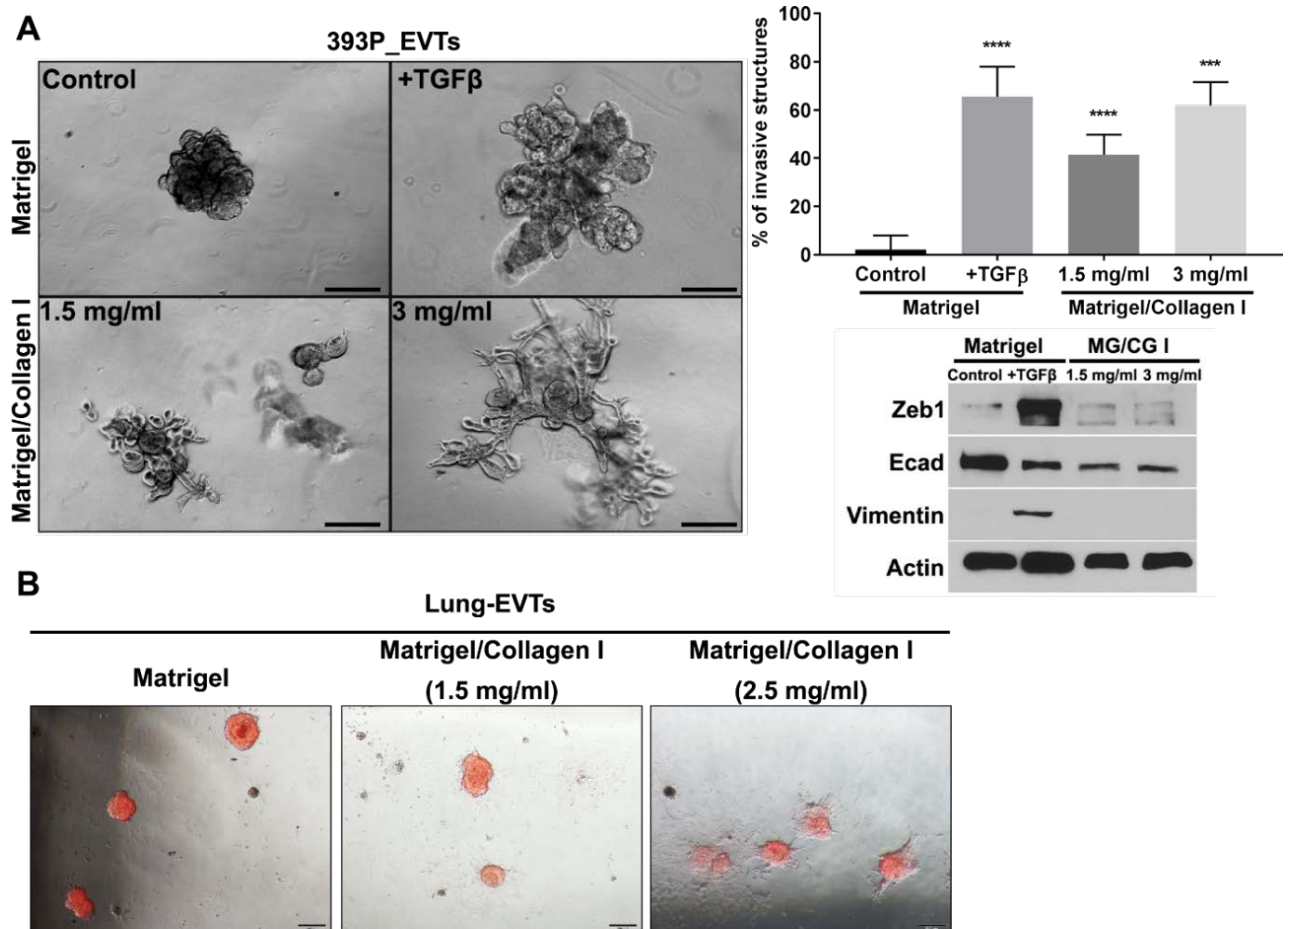 A
393P_EVTs
Control
+TGFβ
Matrigel
1.5 mg/ml
3 mg/ml
Matrigel/Collagen I
% of invasive structures
100
80
60
40
20
0
****
****
***
Control
+TGFβ
1.5 mg/ml
3 mg/ml
Matrigel
Matrigel/Collagen I
Matrigel
MG/CG I
Control +TGFβ 1.5 mg/ml 3 mg/ml
Zeb1
Ecad
Vimentin
Actin
B
Lung-EVTs
Matrigel
Matrigel/Collagen I
(1.5 mg/ml)
Matrigel/Collagen I
(2.5 mg/ml)